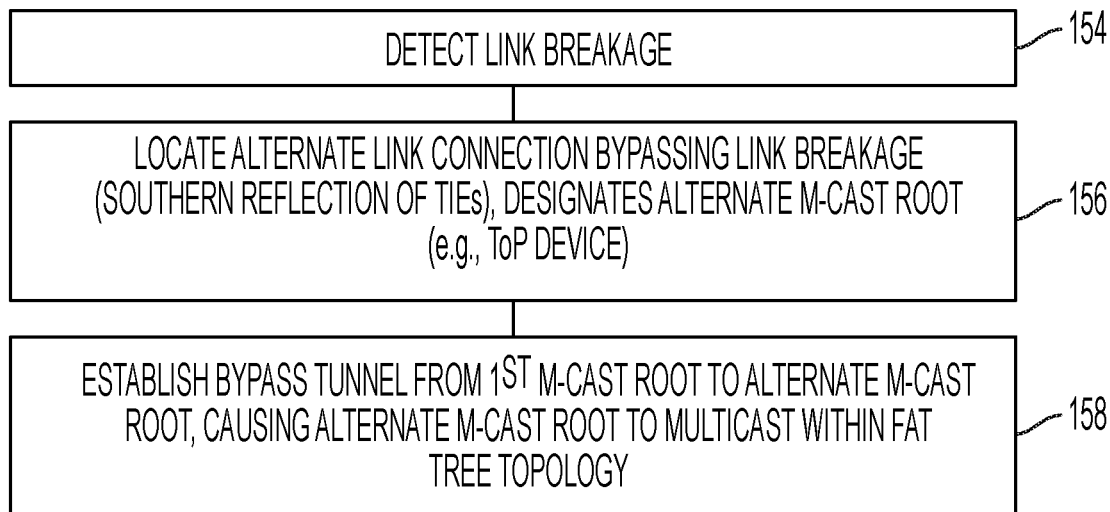 DETECT LINK BREAKAGE
154
LOCATE ALTERNATE LINK CONNECTION BYPASSING LINK BREAKAGE
(SOUTHERN REFLECTION OF TIEs), DESIGNATES ALTERNATE M-CAST ROOT
(e.g., ToP DEVICE)
156
ESTABLISH BYPASS TUNNEL FROM 1ST M-CAST ROOT TO ALTERNATE M-CAST
ROOT, CAUSING ALTERNATE M-CAST ROOT TO MULTICAST WITHIN FAT
TREE TOPOLOGY
158